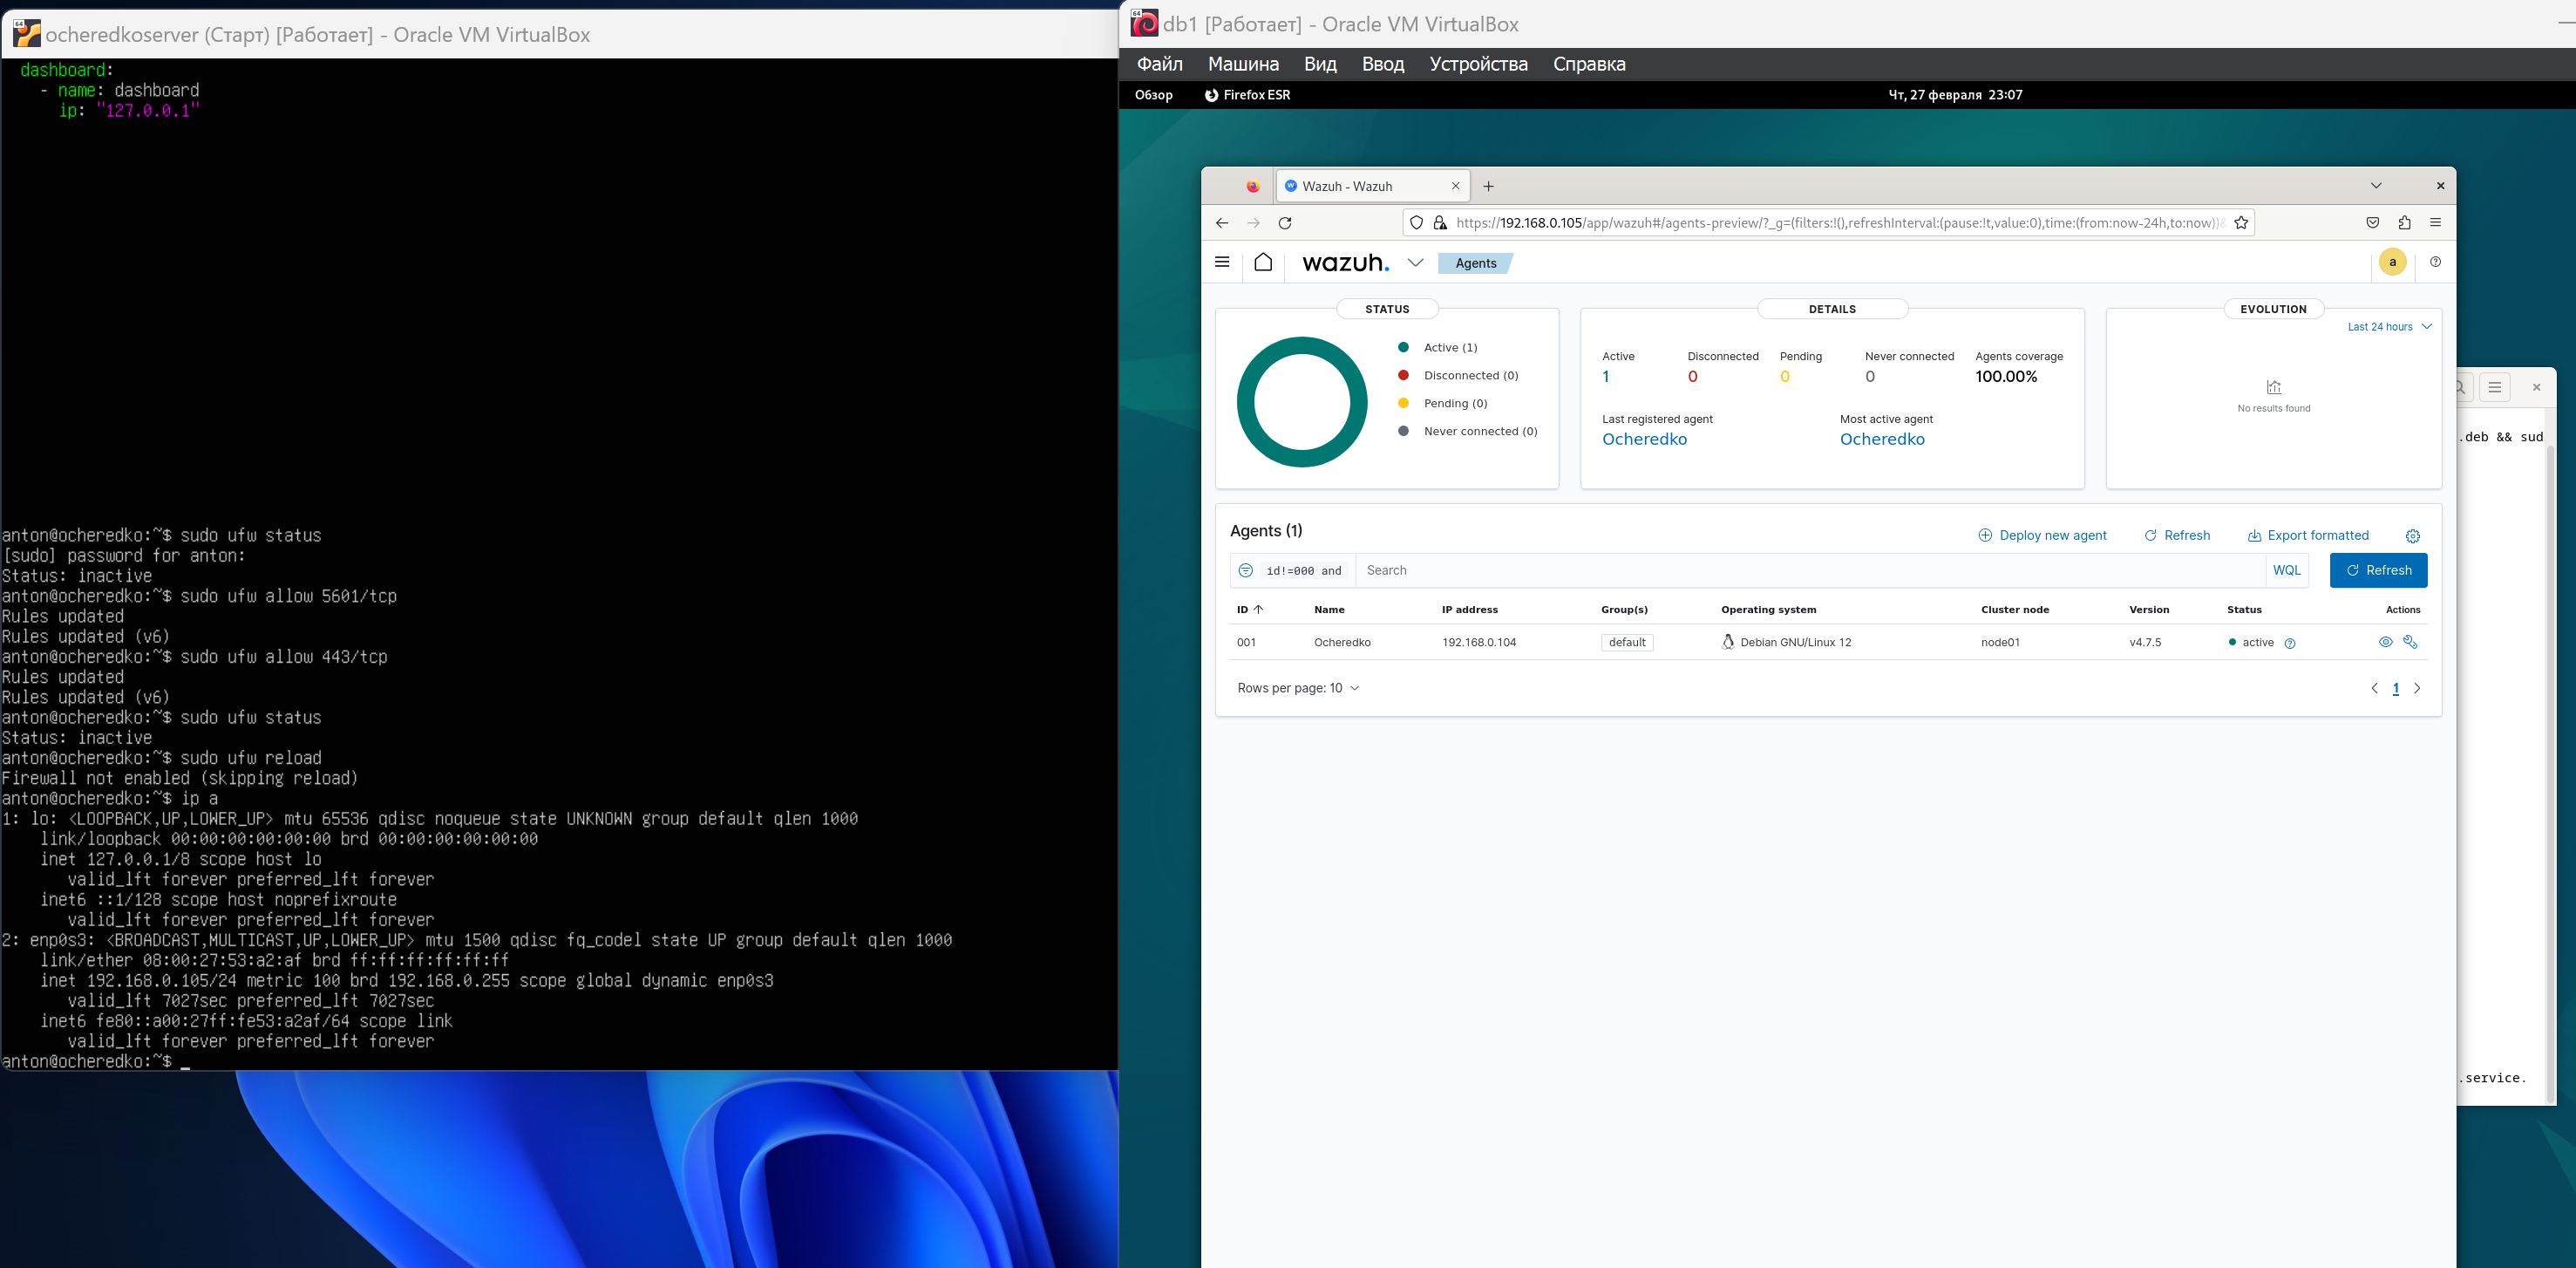 ocheredkoserver (Старт) [Работает] - Oracle VM VirtualBox
dashboard:
- name: dashboard
ip: "127.0.0.1"
anton@ocheredko:~$ sudo ufw status
[sudo] password for anton:
Status: inactive
anton@ocheredko:~$ sudo ufw allow 5601/tcp
Rules updated
Rules updated (v6)
anton@ocheredko:~$ sudo ufw allow 443/tcp
Rules updated
Rules updated (v6)
anton@ocheredko:~$ sudo ufw status
Status: inactive
anton@ocheredko:~$ sudo ufw reload
Firewall not enabled (skipping reload)
anton@ocheredko:~$ ip a
1: lo: <LOOPBACK,UP,LOWER_UP> mtu 65536 qdisc noqueue state UNKNOWN group default qlen 1000
link/loopback 00:00:00:00:00:00 brd 00:00:00:00:00:00
inet 127.0.0.1/8 scope host lo
valid_lft forever preferred_lft forever
inet6 ::1/128 scope host noprefixroute
valid_lft forever preferred_lft forever
2: enp0s3: <BROADCAST,MULTICAST,UP,LOWER_UP> mtu 1500 qdisc fq_codel state UP group default qlen 1000
link/ether 08:00:27:53:a2:af brd ff:ff:ff:ff:ff:ff
inet 192.168.0.105/24 metric 100 brd 192.168.0.255 scope global dynamic enp0s3
valid_lft 7027sec preferred_lft 7027sec
inet6 fe80::a00:27ff:fe53:a2af/64 scope link
valid_lft forever preferred_lft forever
anton@ocheredko:~$ _
db1 [Работает] - Oracle VM VirtualBox
Файл Машина Вид Ввод Устройства Справка
Обзор Firefox ESR Чт, 27 февраля 23:07
Wazuh - Wazuh
https://192.168.0.105/app/wazuh#/agents-preview/?_g=(filters:!(),refreshInterval:(pause:!t,value:0),time:(from:now-24h,to:now))&
wazuh. Agents a
STATUS
Active (1)
Disconnected (0)
Pending (0)
Never connected (0)
DETAILS
Active Disconnected Pending Never connected Agents coverage
1 0 0 0 100.00%
Last registered agent Most active agent
Ocheredko Ocheredko
EVOLUTION
Last 24 hours
No results found
.deb && sud
Agents (1) Deploy new agent Refresh Export formatted
id!=000 and Search WQL Refresh
ID Name IP address Group(s) Operating system Cluster node Version Status Actions
001 Ocheredko 192.168.0.104 default Debian GNU/Linux 12 node01 v4.7.5 active
Rows per page: 10 1
.service.